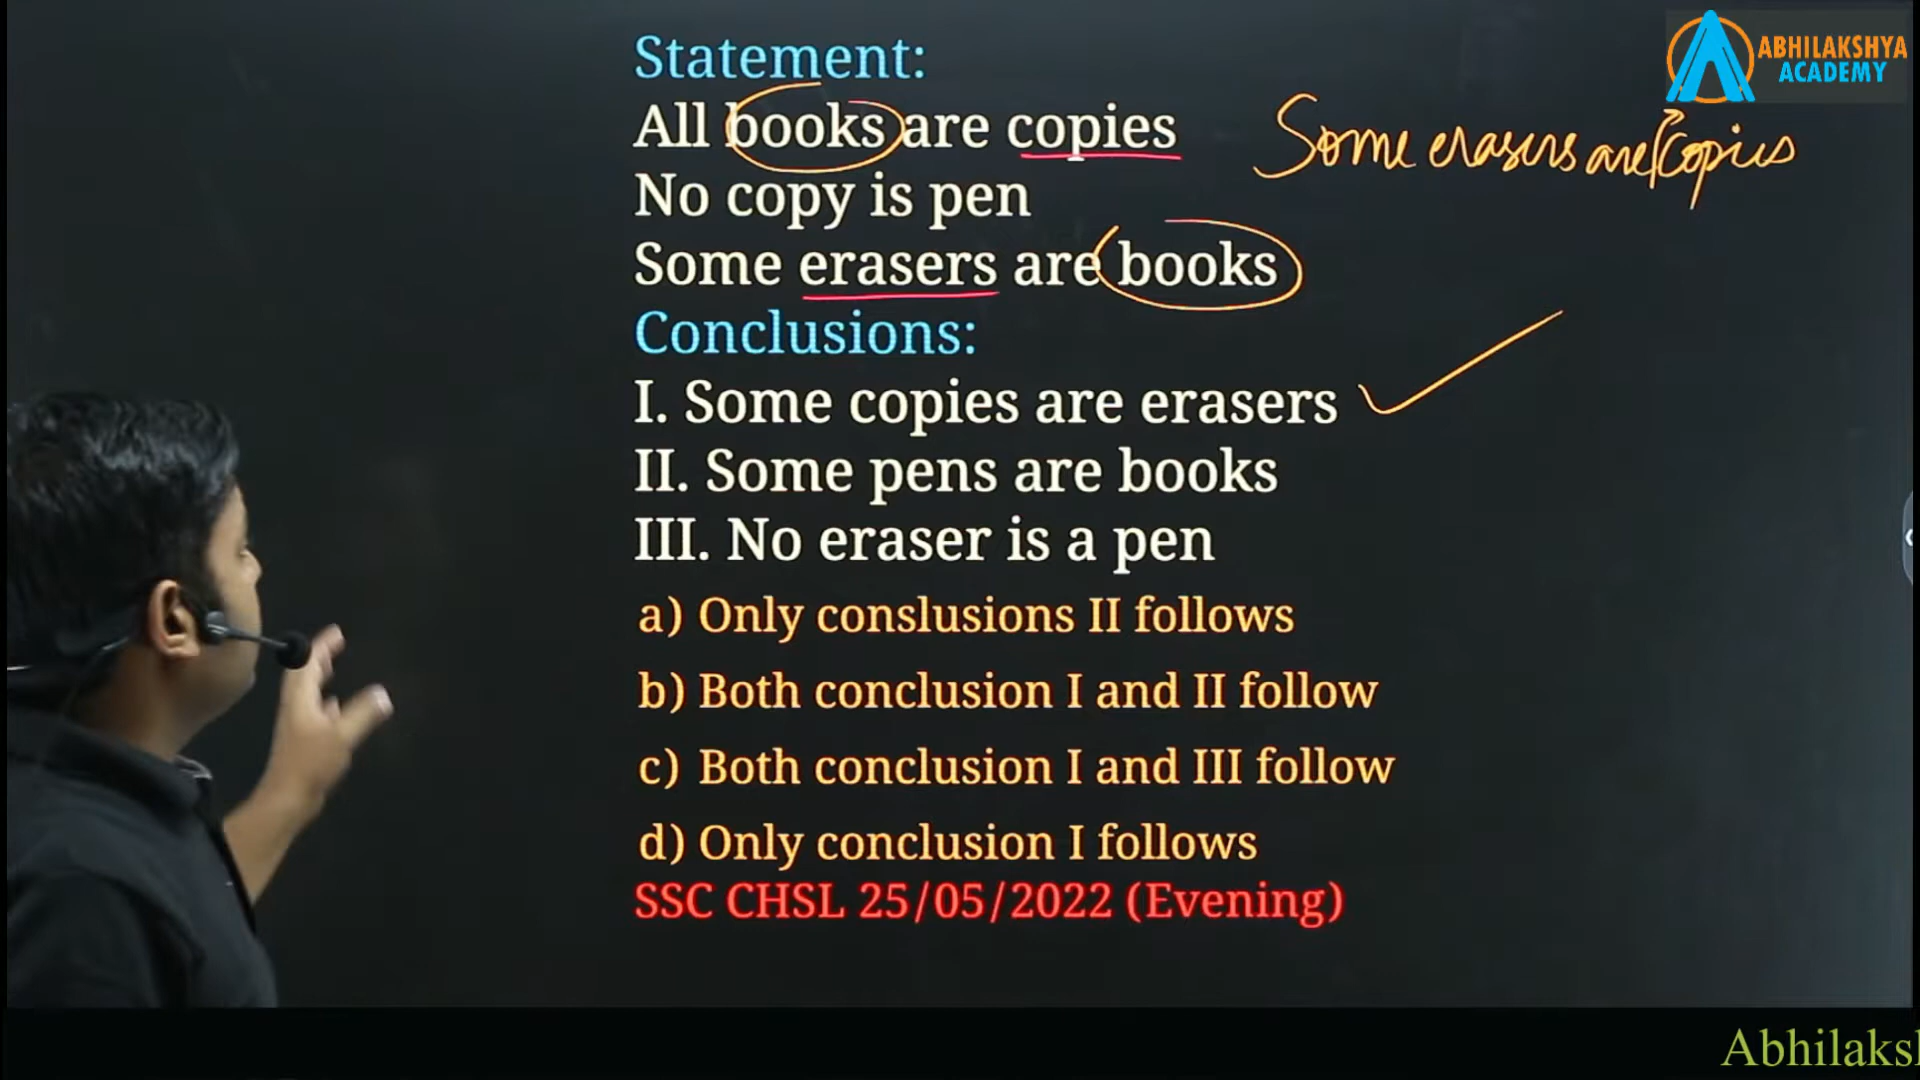 ABHILAKSHYA
ACADEMY
Statement:
All books are copies
Some erasers are copies
No copy is pen
Some erasers are books
Conclusions:
I. Some copies are erasers
II. Some pens are books
III. No eraser is a pen
a) Only conslusions II follows
b) Both conclusion I and II follow
c) Both conclusion I and III follow
d) Only conclusion I follows
SSC CHSL 25/05/2022 (Evening)